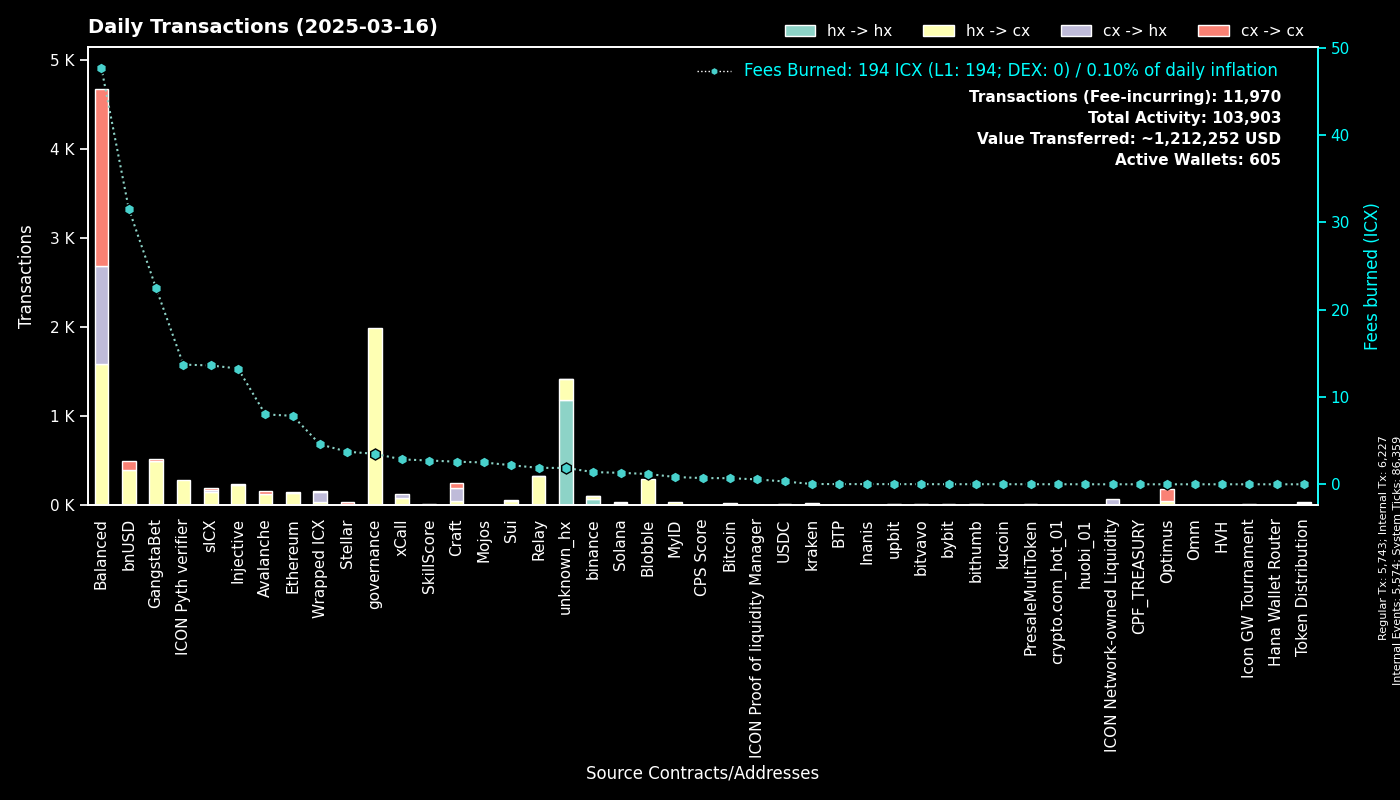 Daily Transactions (2025-03-16)
hx -> hx
hx -> cx
cx -> hx
cx -> cx
Fees Burned: 194 ICX (L1: 194; DEX: 0) / 0.10% of daily inflation
Transactions (Fee-incurring): 11,970
Total Activity: 103,903
Value Transferred: ~1,212,252 USD
Active Wallets: 605
Transactions
5 K
4 K
3 K
2 K
1 K
0 K
50
40
30
20
10
0
Fees burned (ICX)
Regular Tx: 5,743; Internal Tx: 6,227
Internal Events: 5,574; System Ticks: 86,359
Balanced
bnUSD
GangstaBet
ICON Pyth verifier
sICX
Injective
Avalanche
Ethereum
Wrapped ICX
Stellar
governance
xCall
SkillScore
Craft
Mojos
Sui
Relay
unknown_hx
binance
Solana
Blobble
MyID
CPS Score
Bitcoin
ICON Proof of liquidity Manager
USDC
kraken
BTP
Inanis
upbit
bitvavo
bybit
bithumb
kucoin
PresaleMultiToken
crypto.com_hot_01
huobi_01
ICON Network-owned Liquidity
CPF_TREASURY
Optimus
Omm
HVH
Icon GW Tournament
Hana Wallet Router
Token Distribution
Source Contracts/Addresses